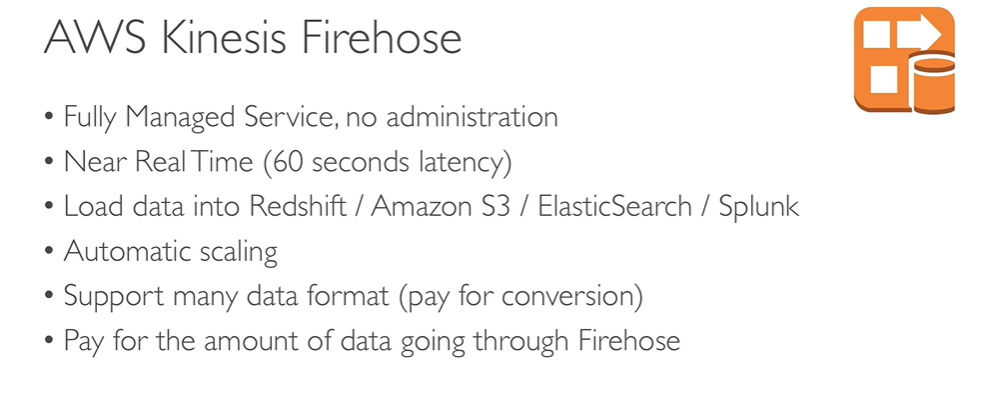 AWS Kinesis Firehose
• Fully Managed Service, no administration
• Near Real Time (60 seconds latency)
• Load data into Redshift / Amazon S3 / ElasticSearch / Splunk
• Automatic scaling
• Support many data format (pay for conversion)
• Pay for the amount of data going through Firehose